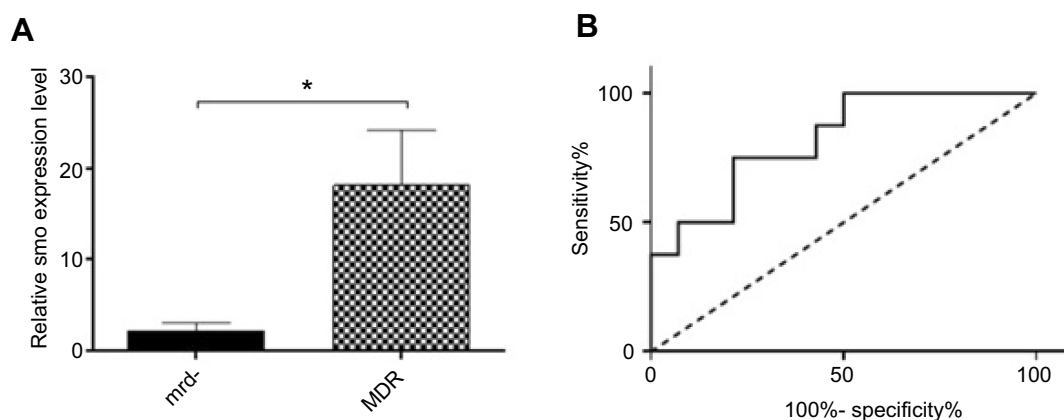 A
Relative smo expression level
30
20
10
0
*
mrd-
MDR
B
Sensitivity%
100
50
0
0
50
100
100%- specificity%